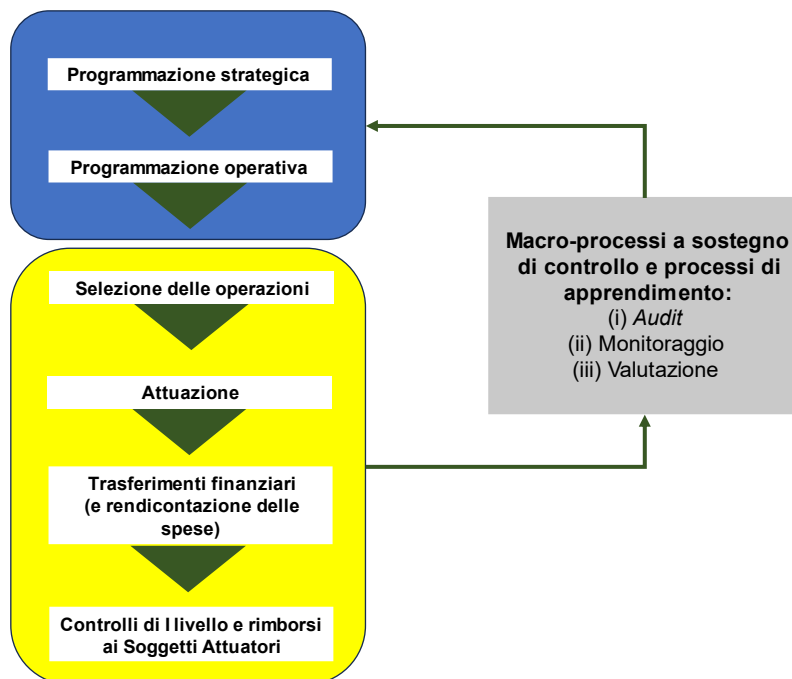 Programmazione strategica
Programmazione operativa
Selezione delle operazioni
Attuazione
Trasferimenti finanziari
(e rendicontazione delle
spese)
Controlli di I livello e rimborsi
ai Soggetti Attuatori
Macro-processi a sostegno
di controllo e processi di
apprendimento:
(i) Audit
(ii) Monitoraggio
(iii) Valutazione